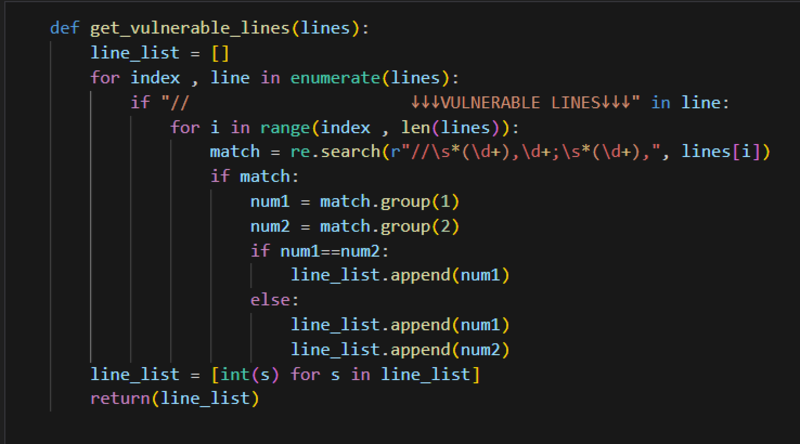 def get_vulnerable_lines(lines):
    line_list = []
    for index , line in enumerate(lines):
        if "//                      ↓↓↓VULNERABLE LINES↓↓↓" in line:
            for i in range(index , len(lines)):
                match = re.search(r"//\s*(\d+),\d+;\s*(\d+),", lines[i])
                if match:
                    num1 = match.group(1)
                    num2 = match.group(2)
                    if num1==num2:
                        line_list.append(num1)
                    else:
                        line_list.append(num1)
                        line_list.append(num2)
    line_list = [int(s) for s in line_list]
    return(line_list)